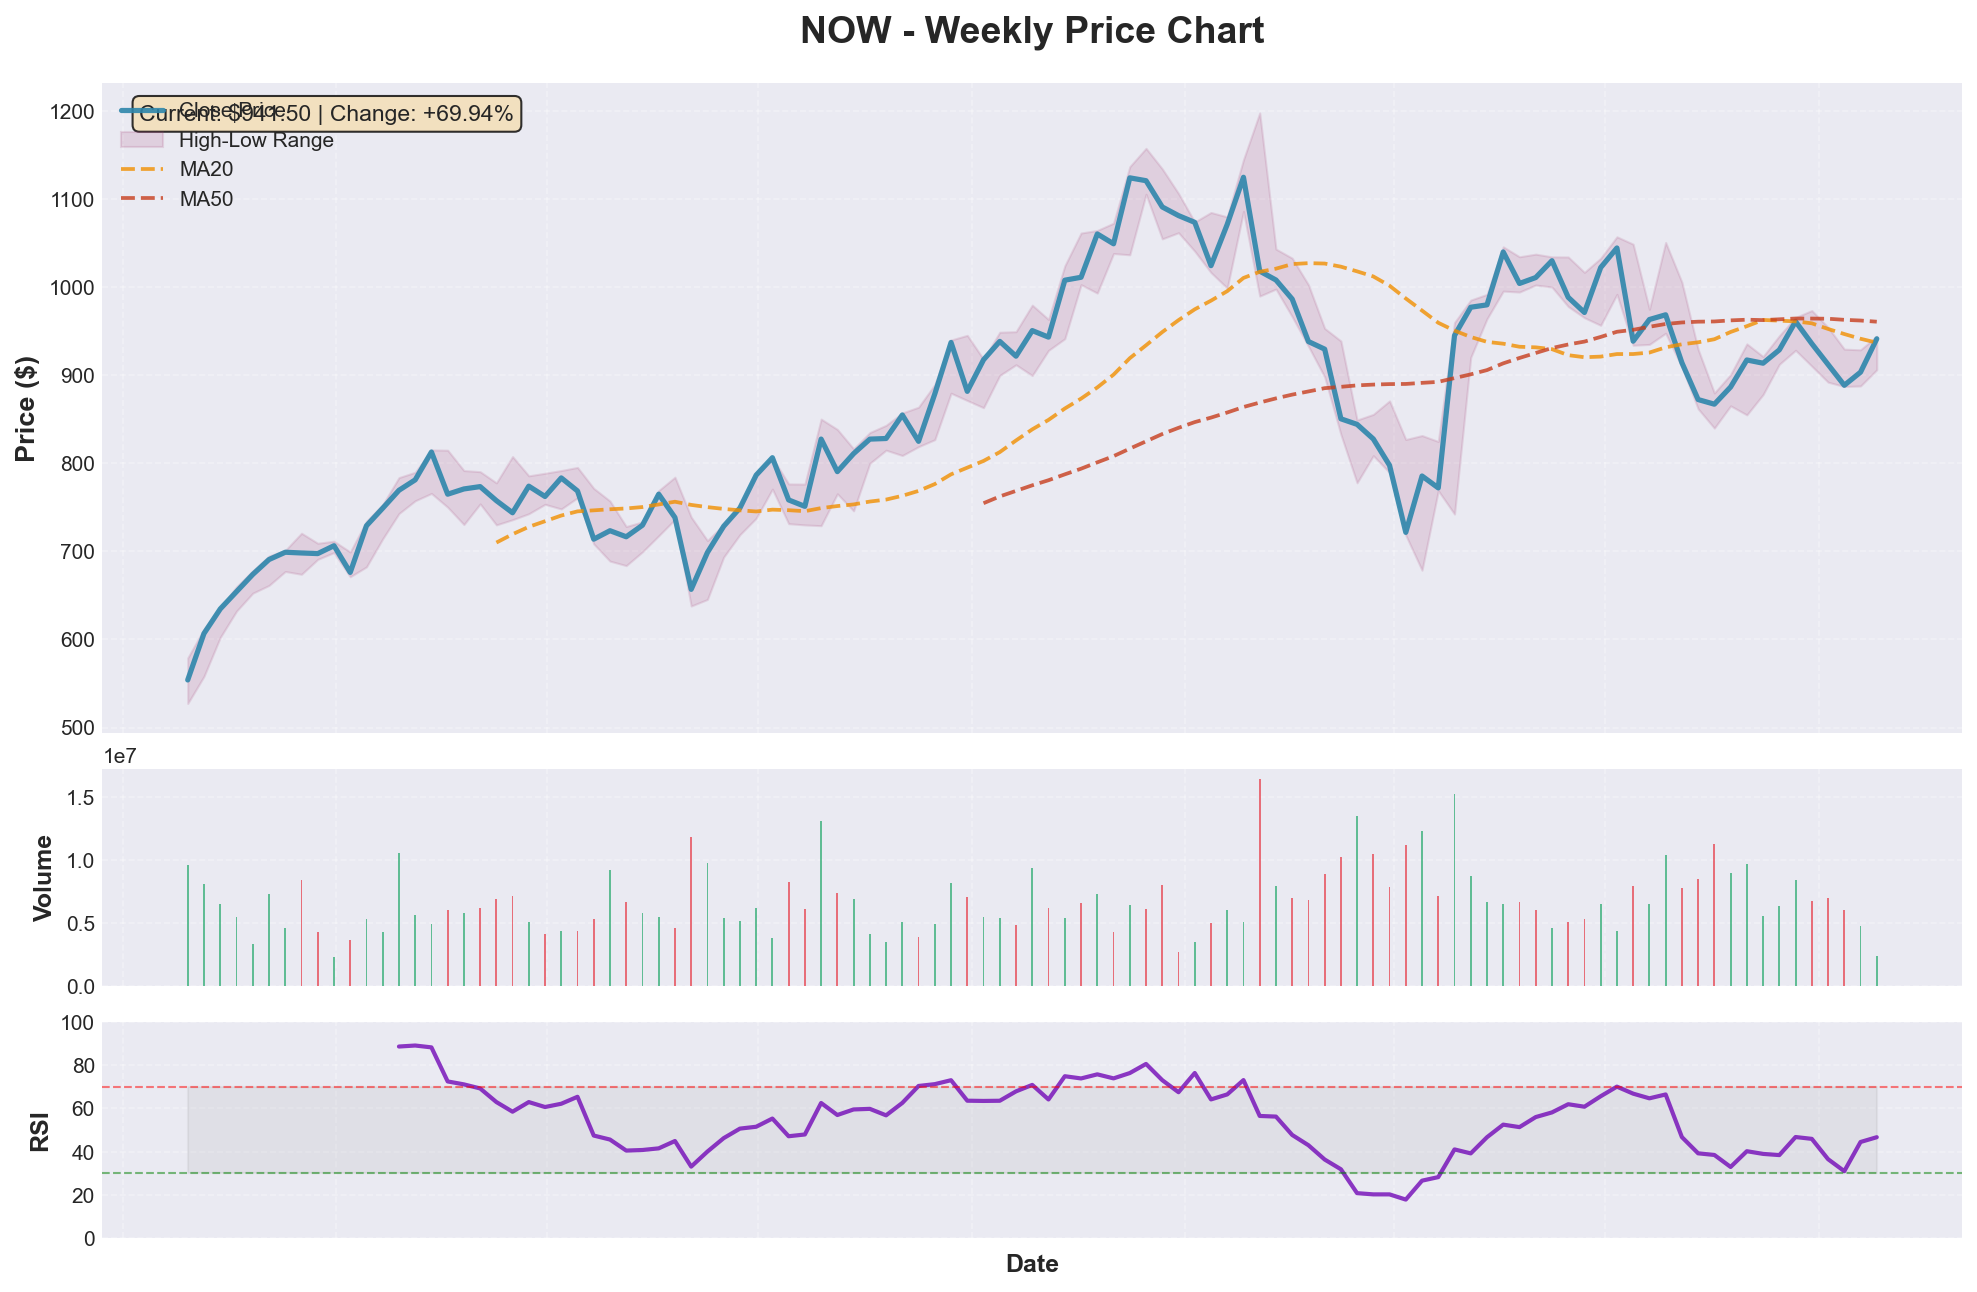 NOW - Weekly Price Chart
Current: $941.50 | Change: +69.94%
Close Price
High-Low Range
MA20
MA50
Price ($)
1200
1100
1000
900
800
700
600
500
1e7
Volume
1.5
1.0
0.5
0.0
RSI
100
80
60
40
20
0
Date